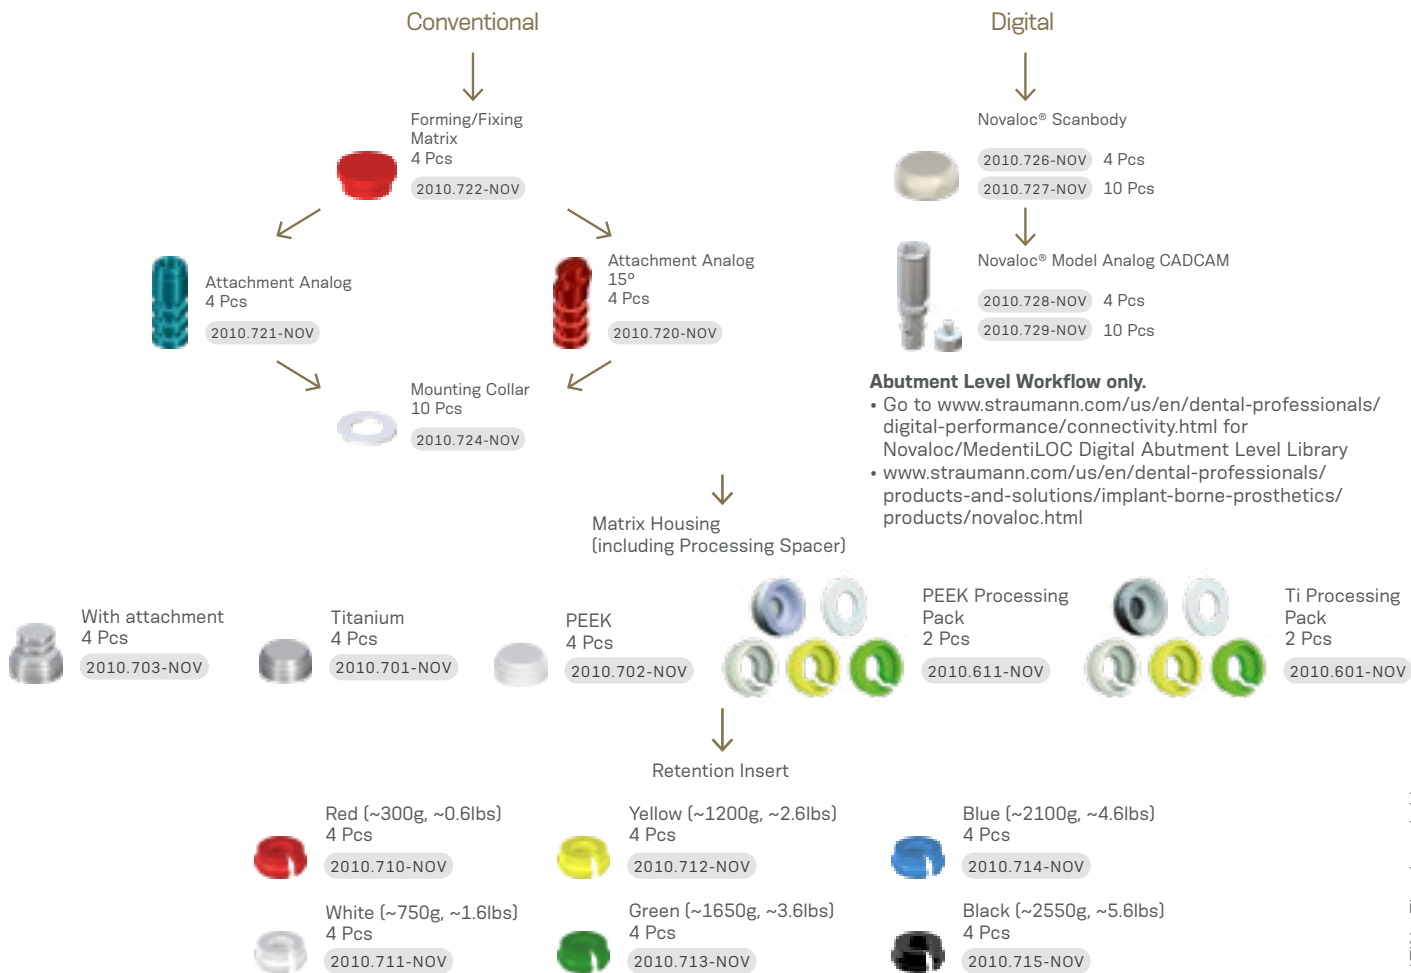 Conventional
Forming/Fixing
Matrix
4 Pcs
2010.722-NOV
Attachment Analog
4 Pcs
2010.721-NOV
Attachment Analog
15°
4 Pcs
2010.720-NOV
Mounting Collar
10 Pcs
2010.724-NOV
Digital
Novaloc® Scanbody
2010.726-NOV 4 Pcs
2010.727-NOV 10 Pcs
Novaloc® Model Analog CADCAM
2010.728-NOV 4 Pcs
2010.729-NOV 10 Pcs
Abutment Level Workflow only.
• Go to www.straumann.com/us/en/dental-professionals/
digital-performance/connectivity.html for
Novaloc/MedentiLOC Digital Abutment Level Library
• www.straumann.com/us/en/dental-professionals/
products-and-solutions/implant-borne-prosthetics/
products/novaloc.html
Matrix Housing
(including Processing Spacer)
With attachment
4 Pcs
2010.703-NOV
Titanium
4 Pcs
2010.701-NOV
PEEK
4 Pcs
2010.702-NOV
PEEK Processing
Pack
2 Pcs
2010.611-NOV
Ti Processing
Pack
2 Pcs
2010.601-NOV
Retention Insert
Red (~300g, ~0.6lbs)
4 Pcs
2010.710-NOV
Yellow (~1200g, ~2.6lbs)
4 Pcs
2010.712-NOV
Blue (~2100g, ~4.6lbs)
4 Pcs
2010.714-NOV
White (~750g, ~1.6lbs)
4 Pcs
2010.711-NOV
Green (~1650g, ~3.6lbs)
4 Pcs
2010.713-NOV
Black (~2550g, ~5.6lbs)
4 Pcs
2010.715-NOV